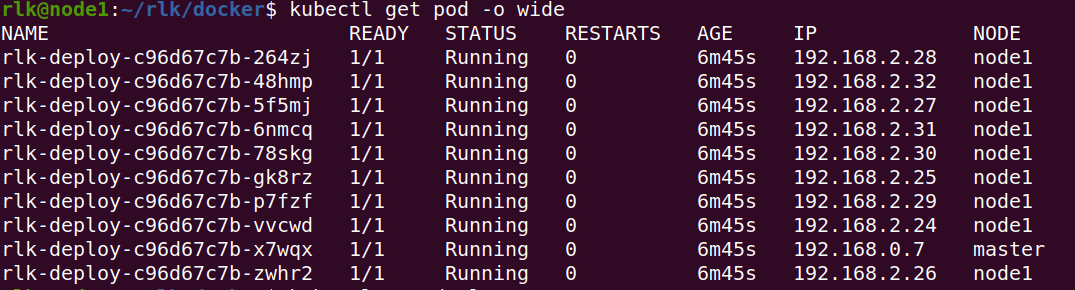 rlk@node1:~/rlk/docker$ kubectl get pod -o wide
NAME READY STATUS RESTARTS AGE IP NODE
rlk-deploy-c96d67c7b-264zj 1/1 Running 0 6m45s 192.168.2.28 node1
rlk-deploy-c96d67c7b-48hmp 1/1 Running 0 6m45s 192.168.2.32 node1
rlk-deploy-c96d67c7b-5f5mj 1/1 Running 0 6m45s 192.168.2.27 node1
rlk-deploy-c96d67c7b-6nmcq 1/1 Running 0 6m45s 192.168.2.31 node1
rlk-deploy-c96d67c7b-78skg 1/1 Running 0 6m45s 192.168.2.30 node1
rlk-deploy-c96d67c7b-gk8rz 1/1 Running 0 6m45s 192.168.2.25 node1
rlk-deploy-c96d67c7b-p7fzf 1/1 Running 0 6m45s 192.168.2.29 node1
rlk-deploy-c96d67c7b-vvcwd 1/1 Running 0 6m45s 192.168.2.24 node1
rlk-deploy-c96d67c7b-x7wqx 1/1 Running 0 6m45s 192.168.0.7 master
rlk-deploy-c96d67c7b-zwhr2 1/1 Running 0 6m45s 192.168.2.26 node1